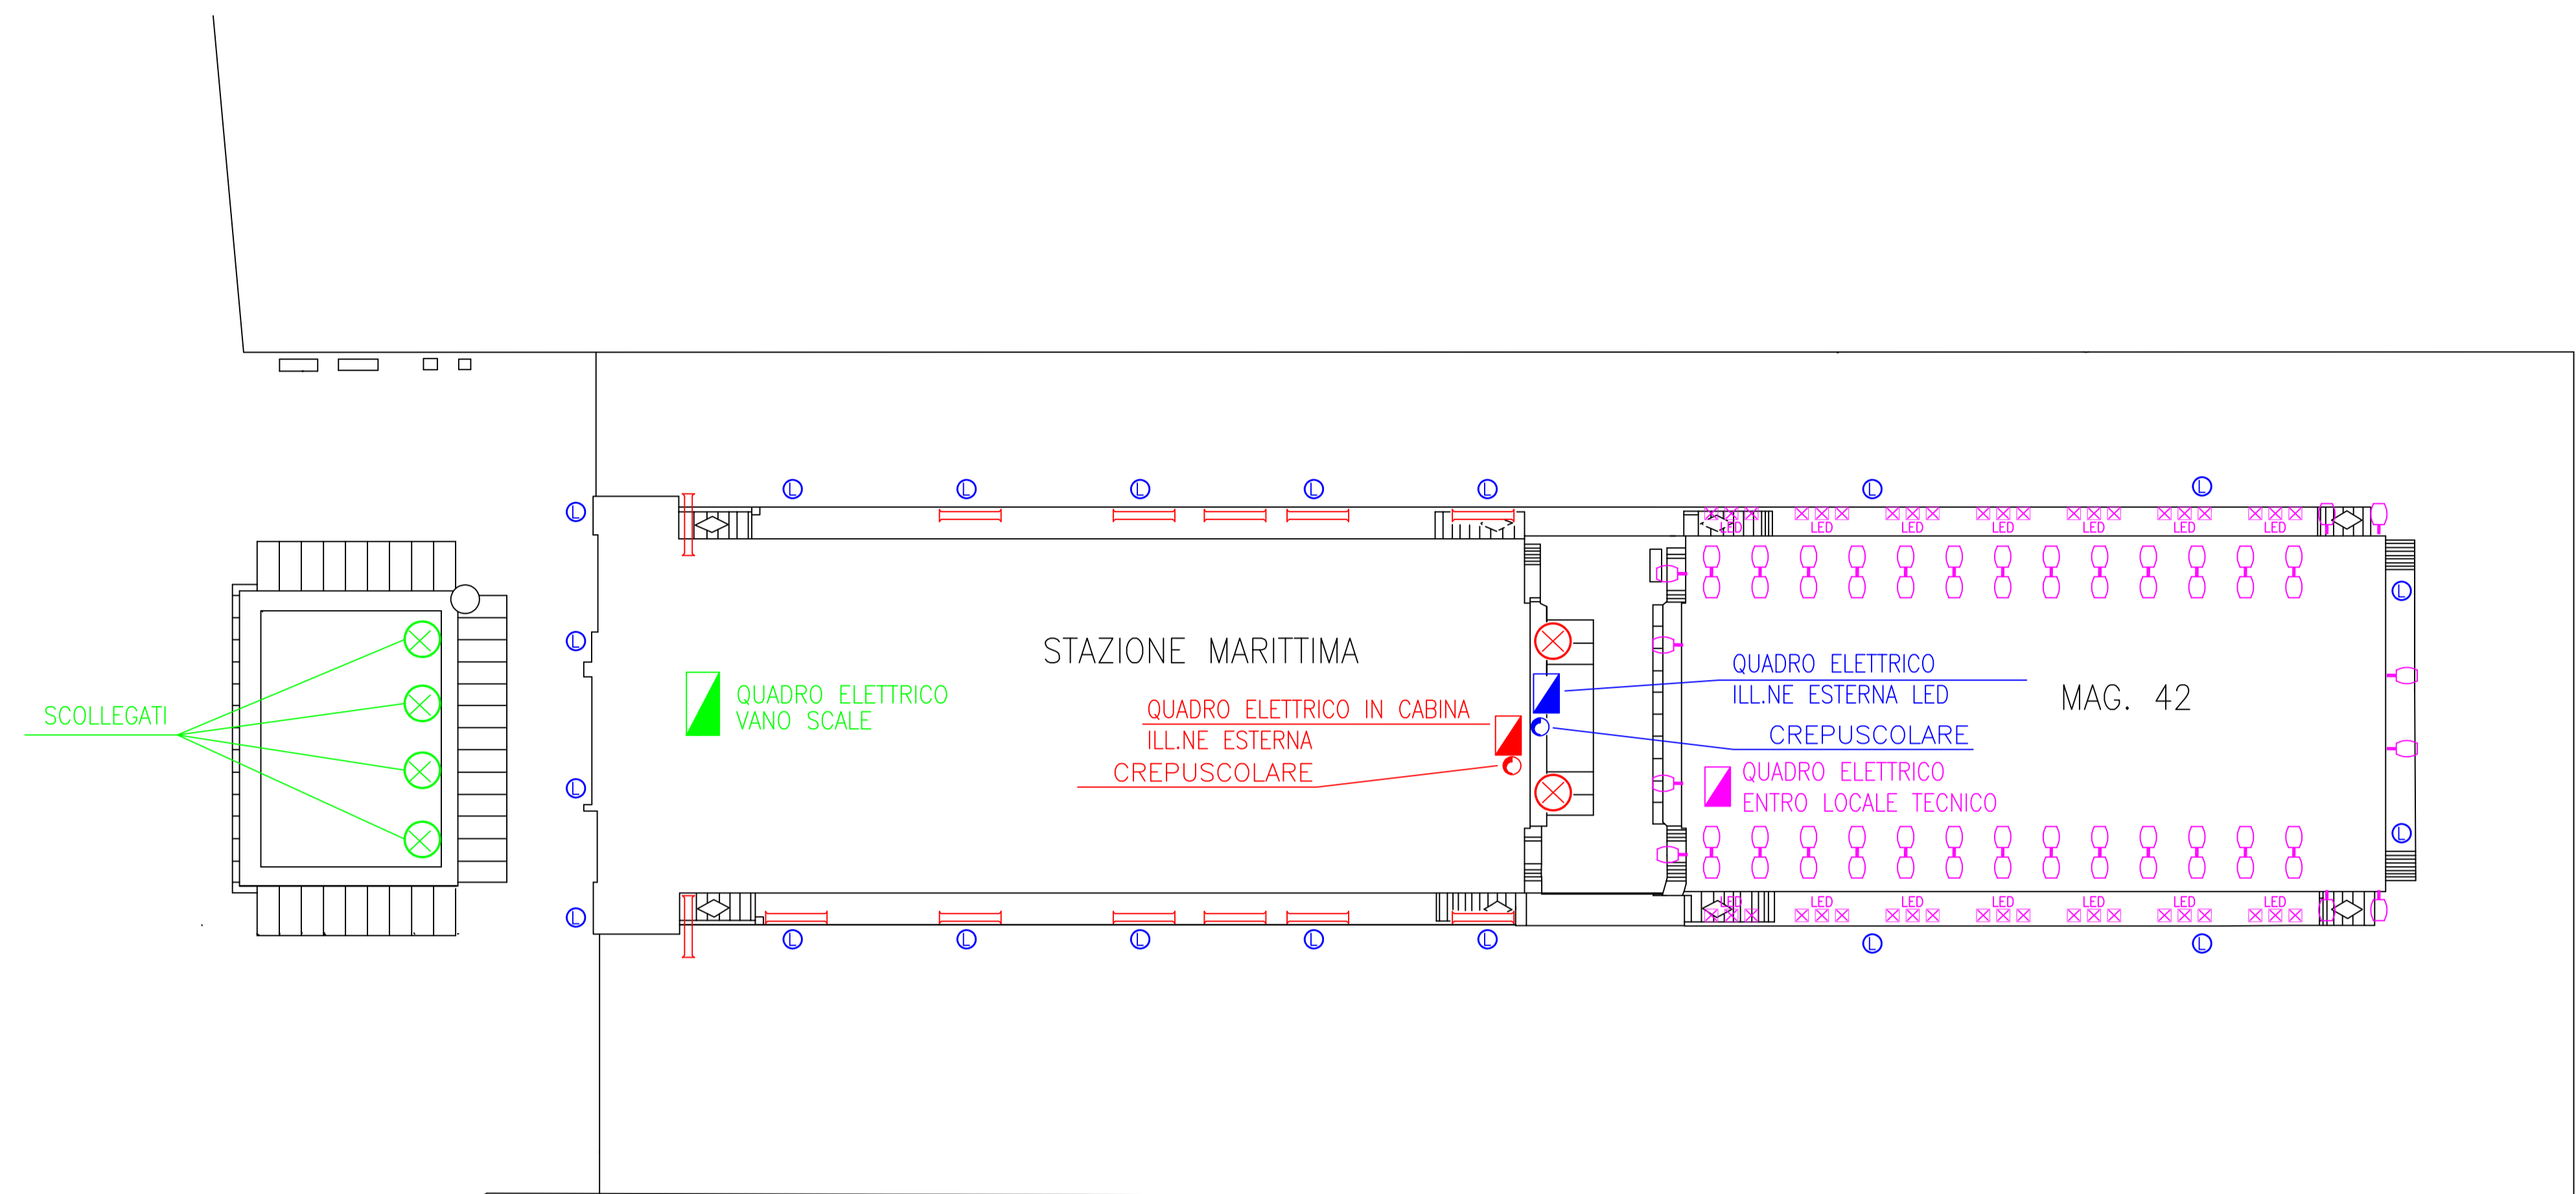 L L L L L L L
L
LED LED LED LED LED LED LED
L
L
STAZIONE MARITTIMA
QUADRO ELETTRICO
ILL.NE ESTERNA LED
MAG. 42
QUADRO ELETTRICO
VANO SCALE
SCOLLEGATI
QUADRO ELETTRICO IN CABINA
ILL.NE ESTERNA
CREPUSCOLARE
CREPUSCOLARE
QUADRO ELETTRICO
ENTRO LOCALE TECNICO
L
L
LED LED LED LED LED LED LED
L
L L L L L L L